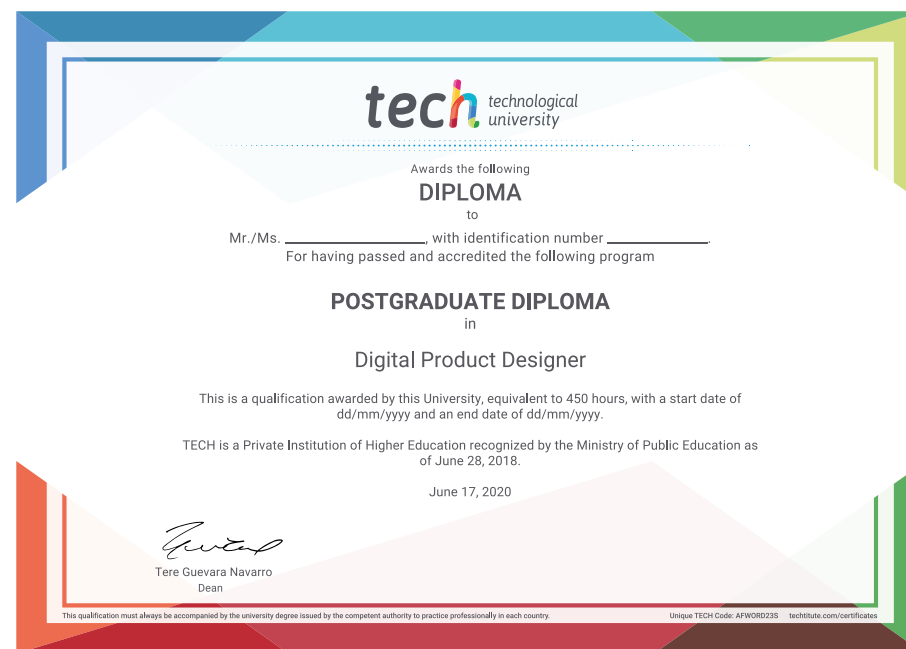 tech technological
university
Awards the following
DIPLOMA
to
Mr./Ms. ________________, with identification number ____________.
For having passed and accredited the following program
POSTGRADUATE DIPLOMA
in
Digital Product Designer
This is a qualification awarded by this University, equivalent to 450 hours, with a start date of
dd/mm/yyyy and an end date of dd/mm/yyyy.
TECH is a Private Institution of Higher Education recognized by the Ministry of Public Education as
of June 28, 2018.
June 17, 2020
Tere Guevara Navarro
Dean
This qualification must always be accompanied by the university degree issued by the competent authority to practice professionally in each country. Unique TECH Code: AFWORD23S techtitute.com/certificates